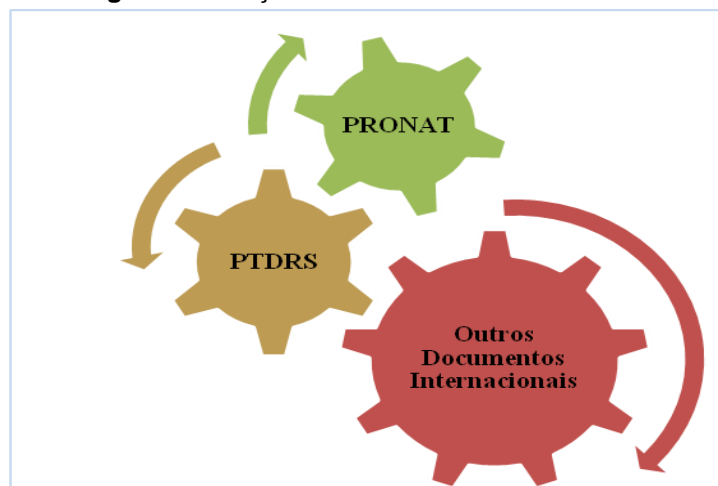 PRONAT
PTDRS
Outros
Documentos
Internacionais